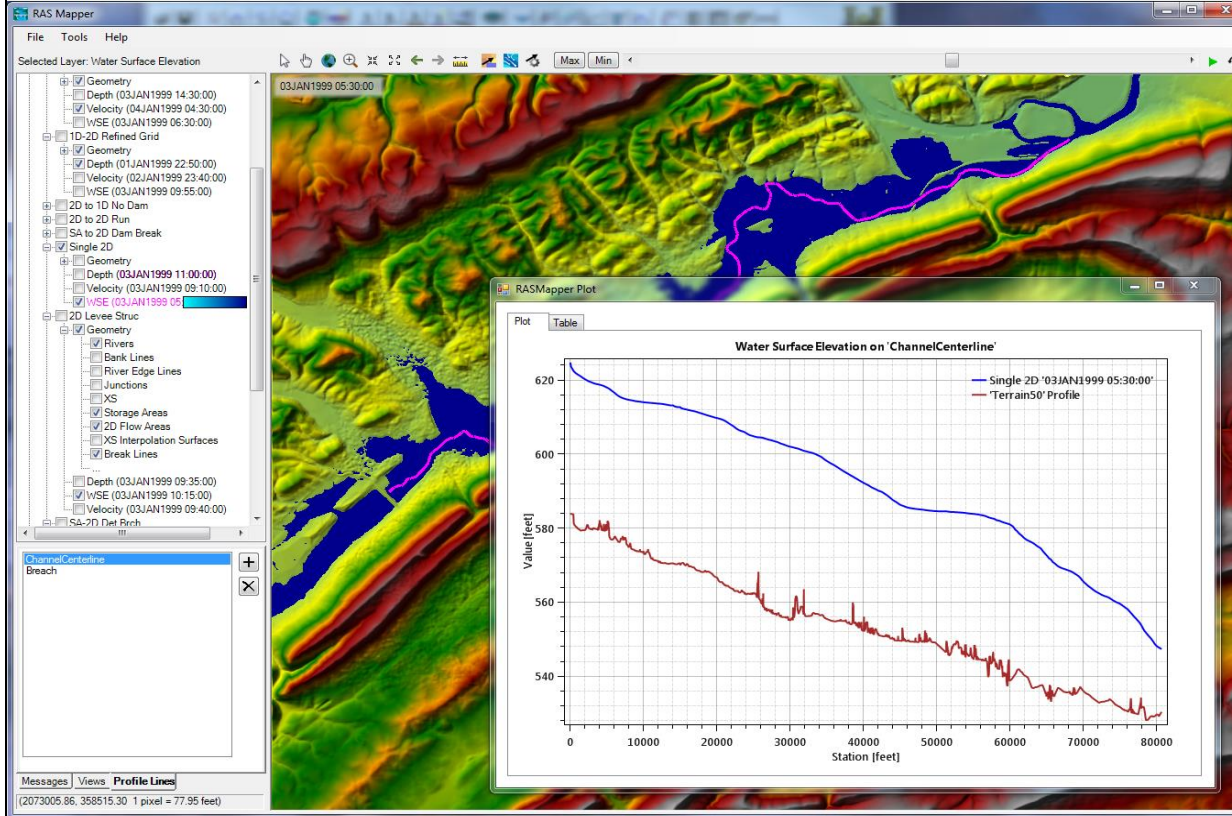 RAS Mapper
File Tools Help
Selected Layer: Water Surface Elevation
Max Min
Geometry
Depth (03JAN1999 14:30:00)
Velocity (04JAN1999 04:30:00)
WSE (03JAN1999 06:30:00)
1D-2D Refined Grid
Geometry
Depth (01JAN1999 22:50:00)
Velocity (02JAN1999 23:40:00)
WSE (03JAN1999 09:55:00)
2D to 1D No Dam
2D to 2D Run
SA to 2D Dam Break
Single 2D
Geometry
Depth (03JAN1999 11:00:00)
Velocity (03JAN1999 09:10:00)
WSE (03JAN1999 05:
2D Levee Struc
Geometry
Rivers
Bank Lines
River Edge Lines
Junctions
XS
Storage Areas
2D Flow Areas
XS Interpolation Surfaces
Break Lines
...
Depth (03JAN1999 09:35:00)
WSE (03JAN1999 10:15:00)
Velocity (03JAN1999 09:40:00)
SA-2D Det Brch
ChannelCenterline
Breach
Messages Views Profile Lines
(2073005.86, 358515.30 1 pixel = 77.95 feet)
03JAN1999 05:30:00
RASMapper Plot
Plot Table
Water Surface Elevation on 'ChannelCenterline'
Single 2D '03JAN1999 05:30:00'
'Terrain50' Profile
Value [feet]
620
600
580
560
540
0 10000 20000 30000 40000 50000 60000 70000 80000
Station [feet]